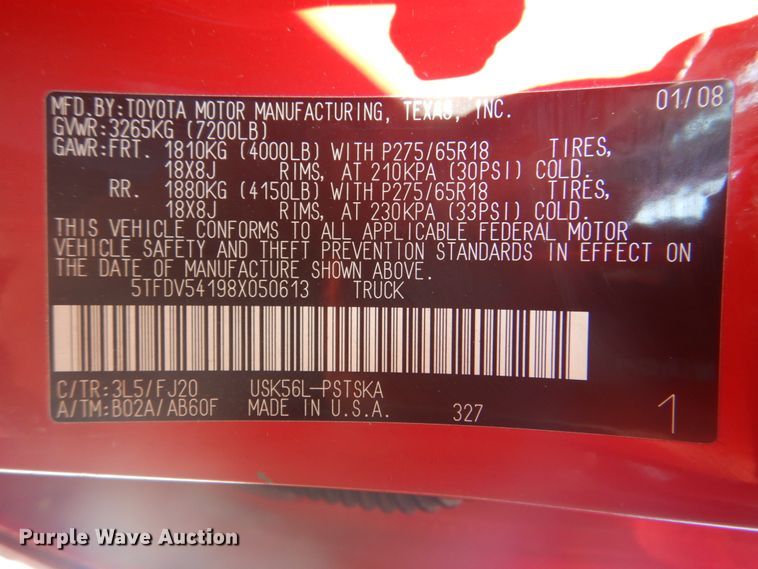 MFD.BY:TOYOTA MOTOR MANUFACTURING, TEXAS, INC. 01/08
GVWR:3265KG (7200LB)
GAWR:FRT. 1810KG (4000LB) WITH P275/65R18 TIRES,
18X8J RIMS, AT 210KPA (30PSI) COLD.
RR. 1880KG (4150LB) WITH P275/65R18 TIRES,
18X8J RIMS, AT 230KPA (33PSI) COLD.
THIS VEHICLE CONFORMS TO ALL APPLICABLE FEDERAL MOTOR
VEHICLE SAFETY AND THEFT PREVENTION STANDARDS IN EFFECT ON
THE DATE OF MANUFACTURE SHOWN ABOVE.
5TFDV54198X050613 TRUCK
C/TR:3L5/FJ20 USK56L-PSTSKA
A/TM:B02A/AB60F MADE IN U.S.A. 327 1
Purple Wave Auction